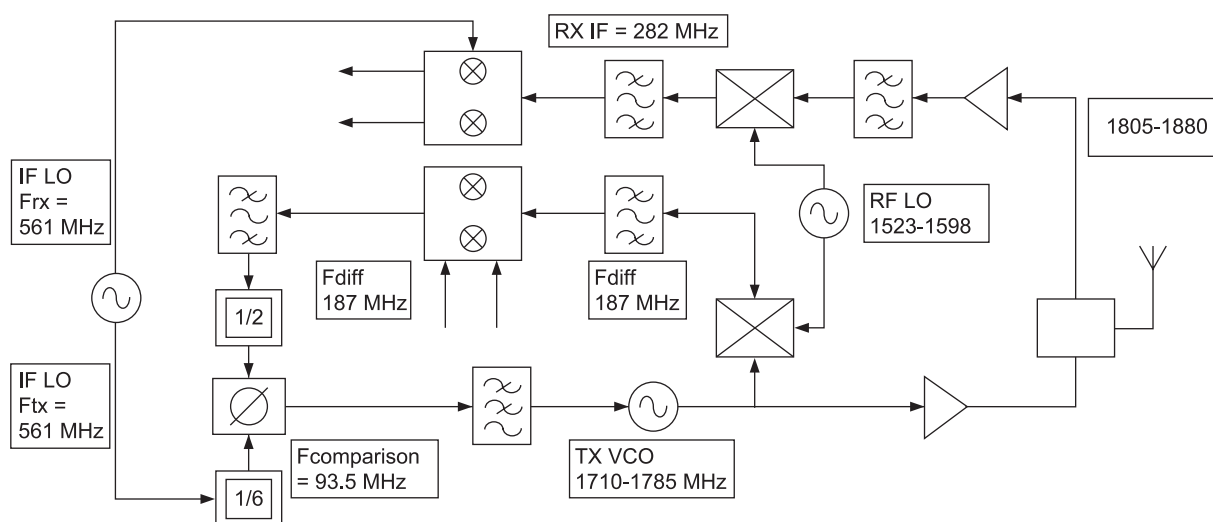 RX IF = 282 MHz
1805-1880
IF LO
Frx =
561 MHz
RF LO
1523-1598
Fdiff
187 MHz
Fdiff
187 MHz
1/2
IF LO
Ftx =
561 MHz
Fcomparison
= 93.5 MHz
TX VCO
1710-1785 MHz
1/6